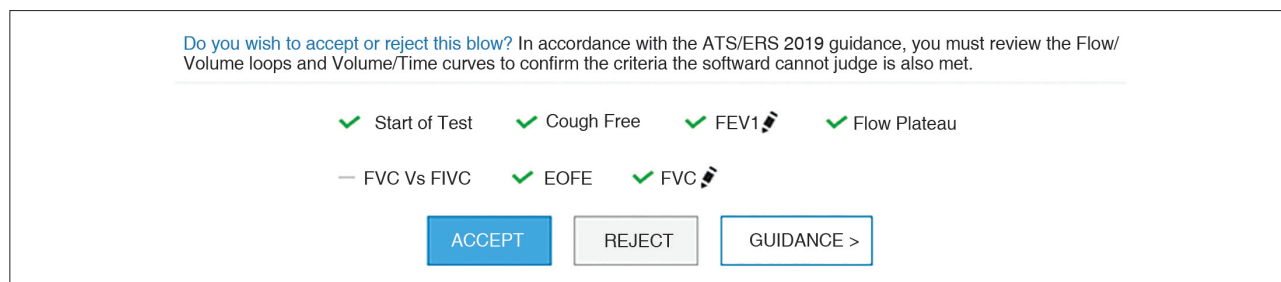 Do you wish to accept or reject this blow? In accordance with the ATS/ERS 2019 guidance, you must review the Flow/
Volume loops and Volume/Time curves to confirm the criteria the softward cannot judge is also met.
Start of Test Cough Free FEV1 Flow Plateau
FVC Vs FIVC EOFE FVC
ACCEPT REJECT GUIDANCE >